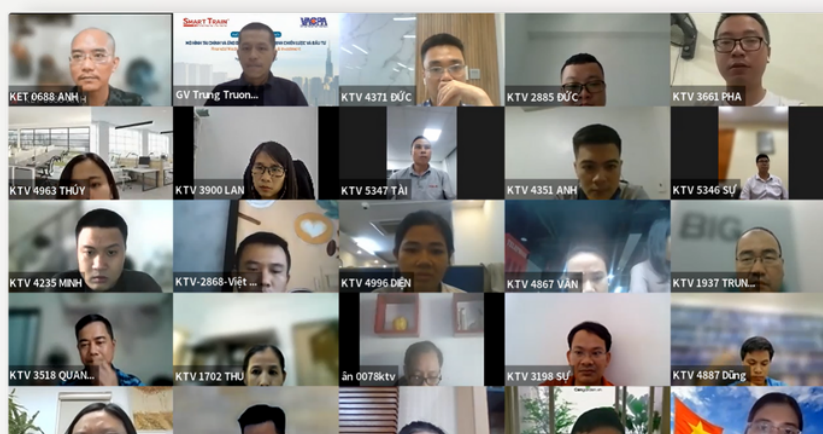 SMART TRAIN
VACPA
KET 0688 ANH
GV Trung Truon...
KTV 4371 ĐỨC
KTV 2885 ĐỨC
KTV 3661 PHA
KTV 4963 THÚY
KTV 3900 LAN
KTV 5347 TÀI
KTV 4351 ANH
KTV 5346 SỰ
KTV 4235 MINH
KTV-2868-Việt ...
KTV 4996 DIỆN
KTV 4867 VÂN
BIG
KTV 1937 TRUN...
KTV 3518 QUAN...
KTV 1702 THU
ân 0078ktv
KTV 3198 SƯ
KTV 4887 Dũng